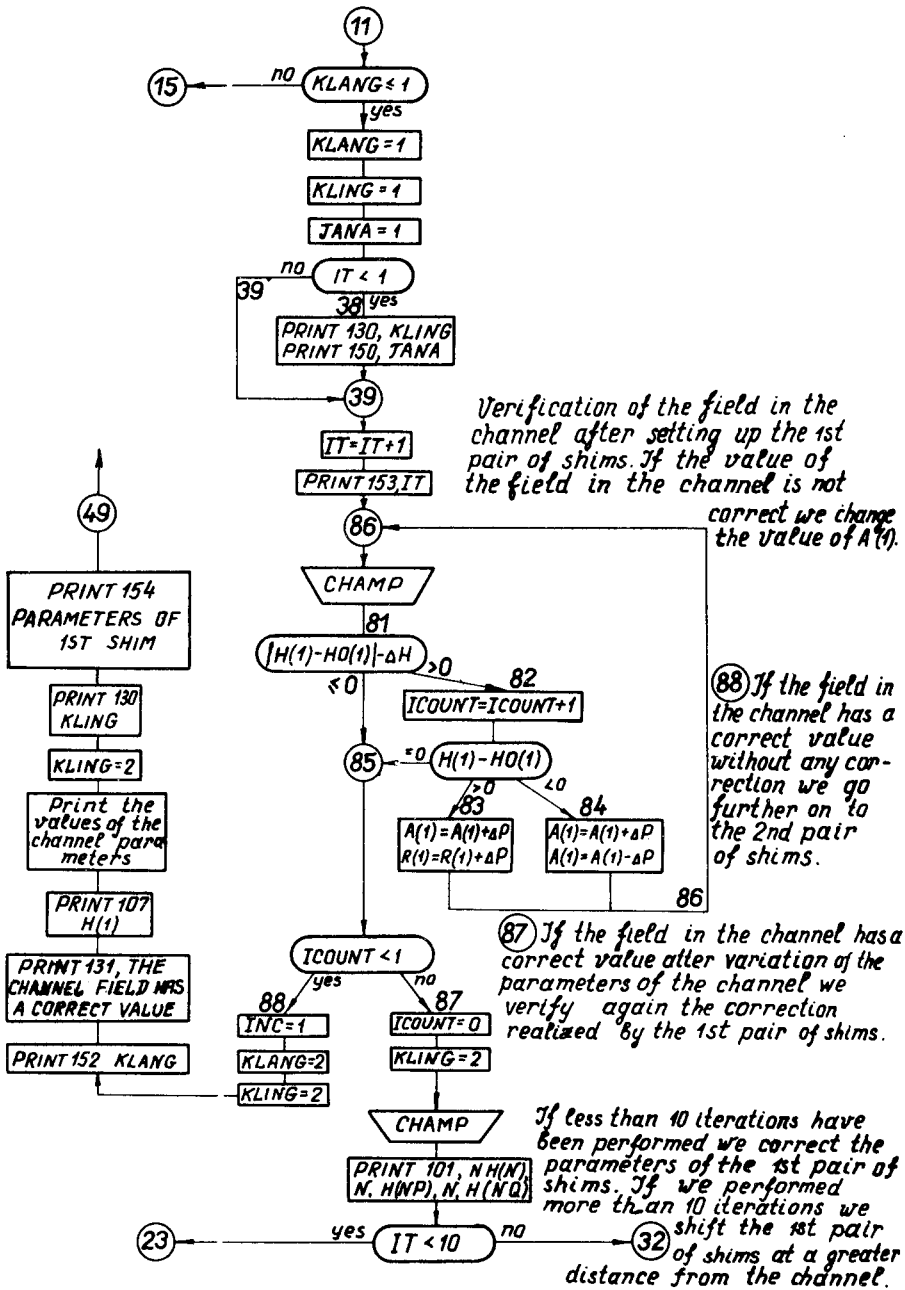 11
no
15
KLANG ≤ 1
yes
KLANG = 1
KLING = 1
JANA = 1
no
IT < 1
39
38
yes
PRINT 130, KLING
PRINT 150, JANA
39
IT=IT+1
PRINT 153, IT
86
Verification of the field in the
channel after setting up the 1st
pair of shims. If the value of
the field in the channel is not
correct we change
the value of A(1).
CHAMP
81
|H(1)-HO(1)|-ΔH
≤0
>0
82
ICOUNT=ICOUNT+1
85
=0
H(1)-HO(1)
>0
<0
83
84
A(1)=A(1)+ΔP
R(1)=R(1)+ΔP
A(1)=A(1)+ΔP
A(1)=A(1)-ΔP
86
88 If the field in
the channel has a
correct value
without any cor-
rection we go
further on to
the 2nd pair
of shims.
49
PRINT 154
PARAMETERS OF
1ST SHIM
PRINT 130
KLING
KLING=2
Print the
values of the
channel para
meters
PRINT 107
H(1)
PRINT 131, THE
CHANNEL FIELD HAS
A CORRECT VALUE
PRINT 152 KLANG
ICOUNT <1
yes
no
88
87
INC=1
KLANG=2
KLING=2
ICOUNT=0
KLING=2
87 If the field in the channel has a
correct value alter variation of the
parameters of the channel we
verify again the correction
realized by the 1st pair of shims.
CHAMP
PRINT 101, N H(N),
N, H(NP), N, H(NQ)
If less than 10 iterations have
been performed we correct the
parameters of the 1st pair of
shims. If we performed
more than 10 iterations we
shift the 1st pair
of shims at a greater
distance from the channel.
23
yes
IT < 10
no
32